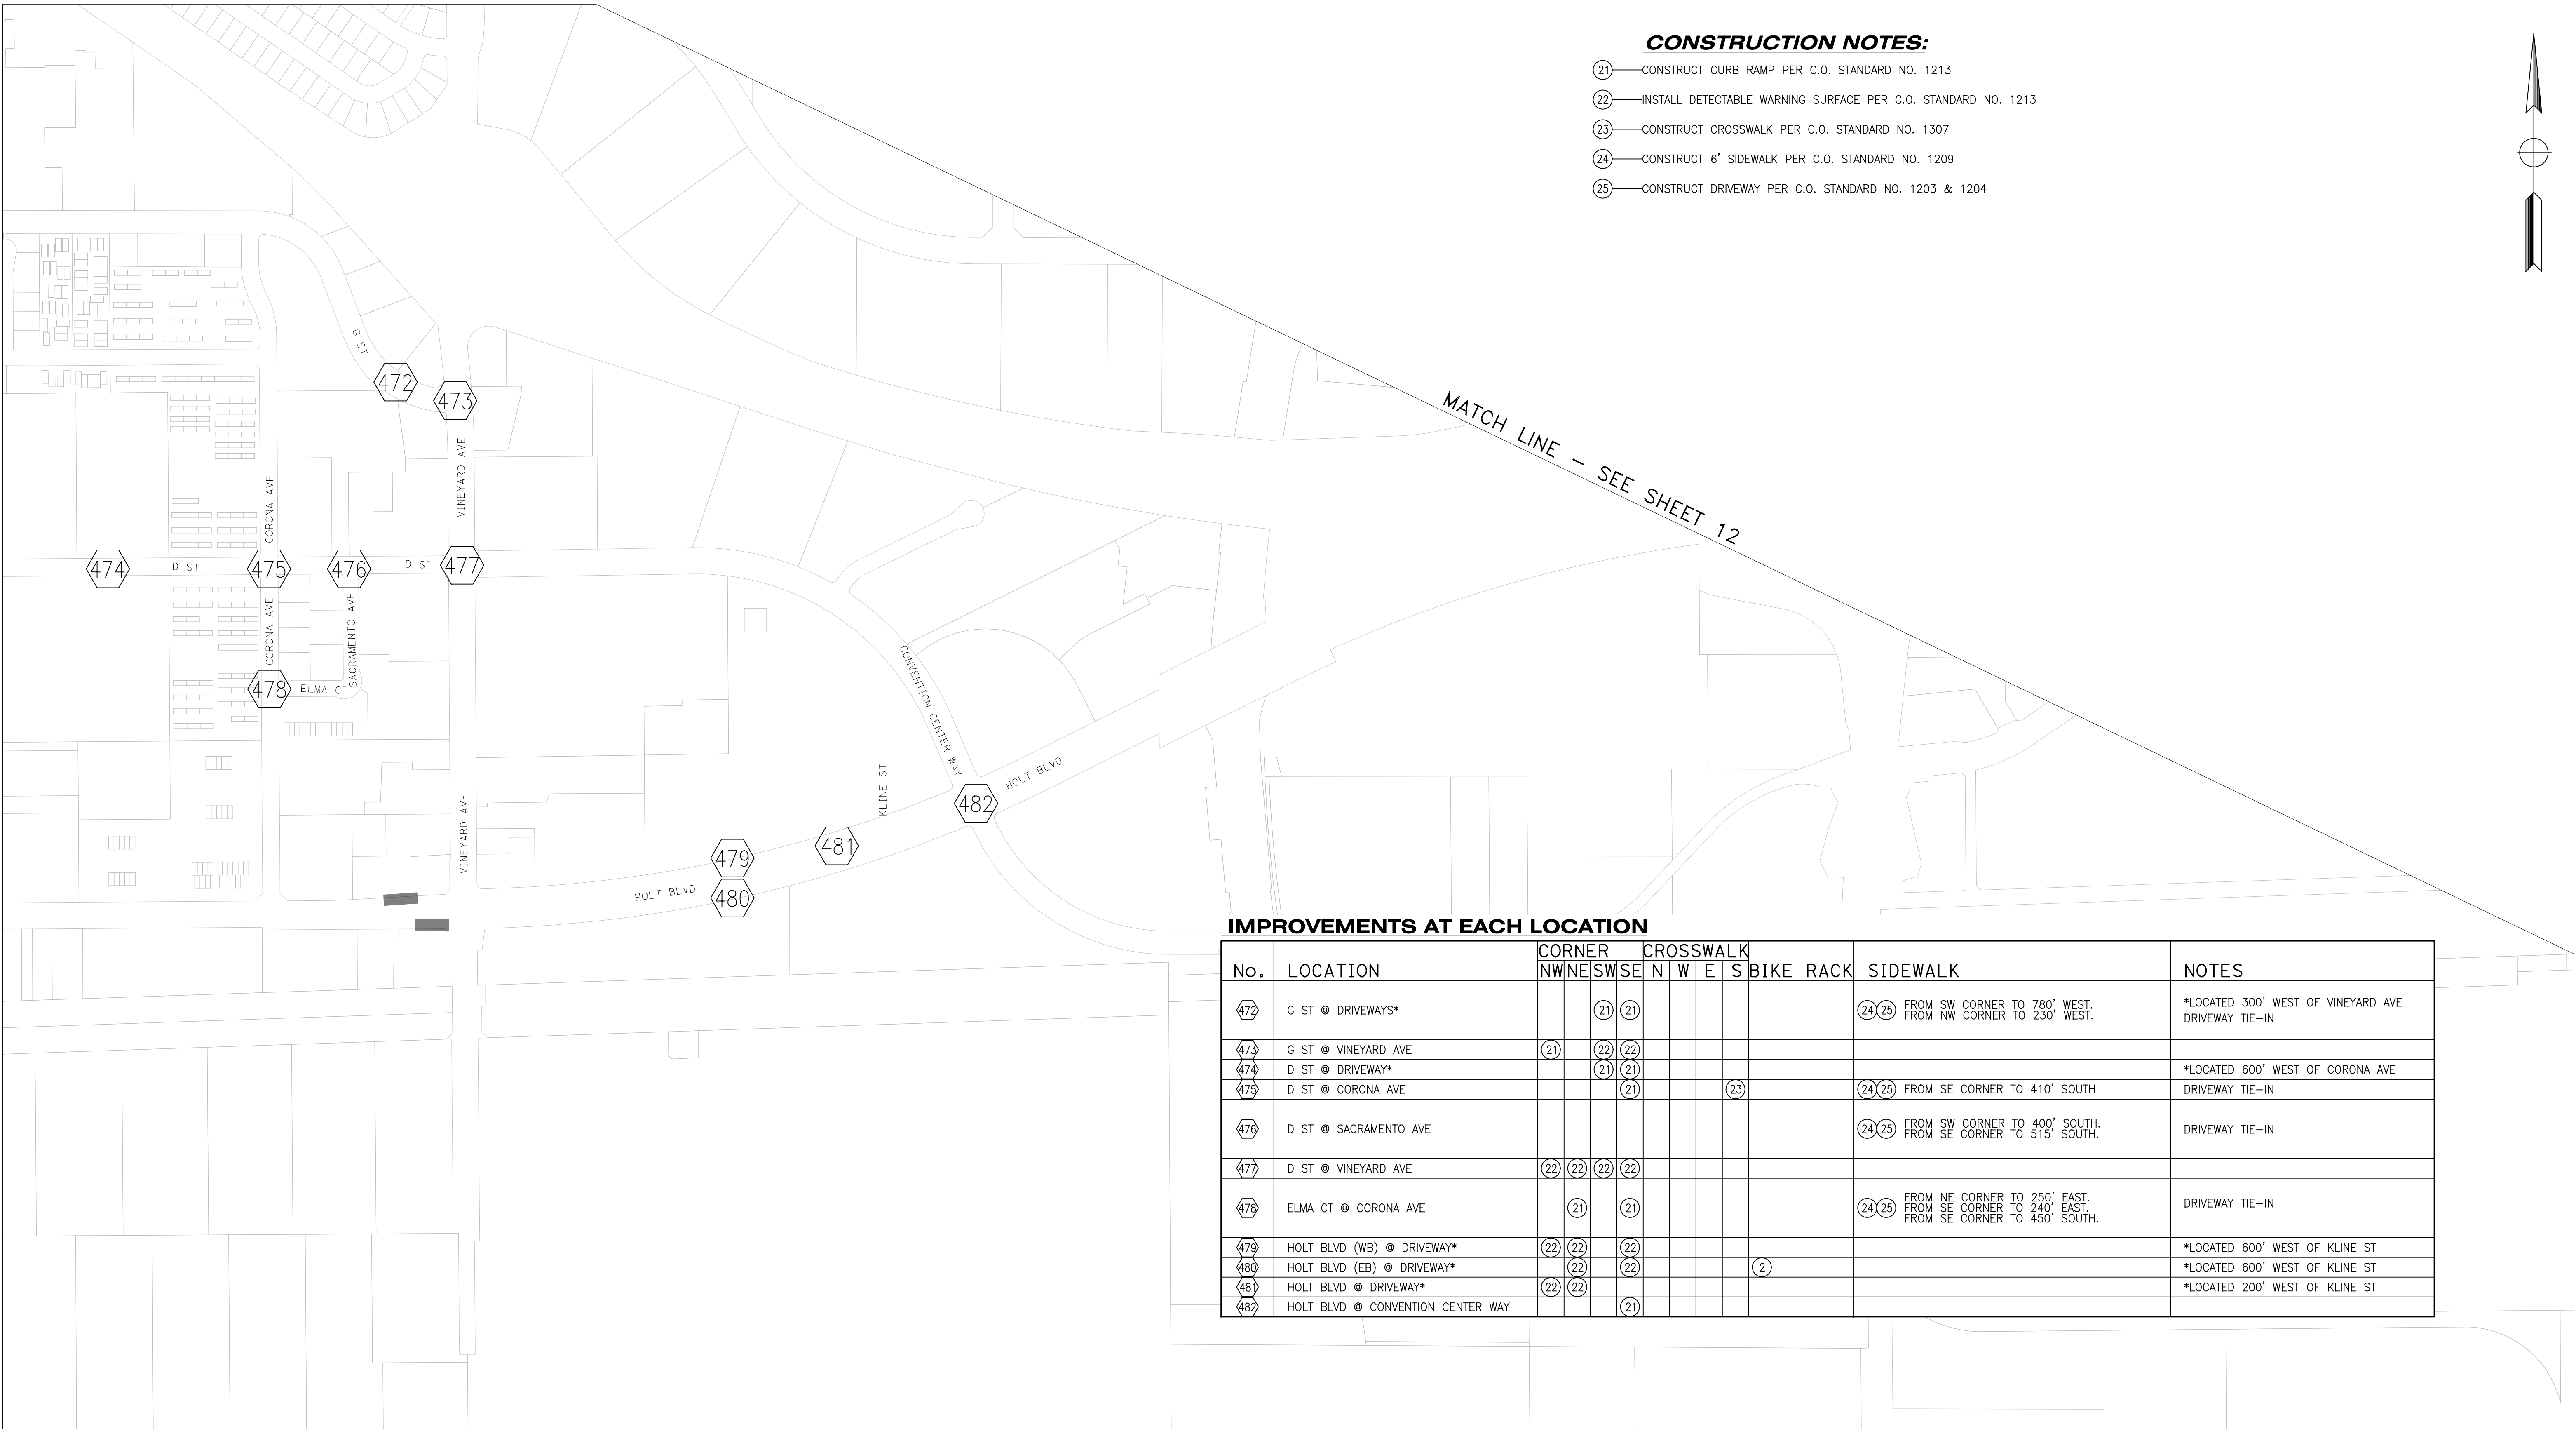 CONSTRUCTION NOTES:
21 CONSTRUCT CURB RAMP PER C.O. STANDARD NO. 1213
22 INSTALL DETECTABLE WARNING SURFACE PER C.O. STANDARD NO. 1213
23 CONSTRUCT CROSSWALK PER C.O. STANDARD NO. 1307
24 CONSTRUCT 6' SIDEWALK PER C.O. STANDARD NO. 1209
25 CONSTRUCT DRIVEWAY PER C.O. STANDARD NO. 1203 & 1204
G ST
472
473
VINEYARD AVE
CORONA AVE
MATCH LINE - SEE SHEET 12
474
D ST
475
476
D ST
477
CORONA AVE
SACRAMENTO AVE
478
ELMA CT
CONVENTION CENTER WAY
KLINE ST
HOLT BLVD
482
VINEYARD AVE
481
479
HOLT BLVD
480
IMPROVEMENTS AT EACH LOCATION
CORNER CROSSWALK
No. LOCATION NW NE SW SE N W E S BIKE RACK SIDEWALK NOTES
472 G ST @ DRIVEWAYS* 21 21 24 25 FROM SW CORNER TO 780' WEST. *LOCATED 300' WEST OF VINEYARD AVE
FROM NW CORNER TO 230' WEST. DRIVEWAY TIE-IN
473 G ST @ VINEYARD AVE 21 22 22
474 D ST @ DRIVEWAY* 21 21 *LOCATED 600' WEST OF CORONA AVE
475 D ST @ CORONA AVE 21 23 24 25 FROM SE CORNER TO 410' SOUTH DRIVEWAY TIE-IN
476 D ST @ SACRAMENTO AVE 24 25 FROM SW CORNER TO 400' SOUTH. DRIVEWAY TIE-IN
FROM SE CORNER TO 515' SOUTH.
477 D ST @ VINEYARD AVE 22 22 22 22
478 ELMA CT @ CORONA AVE 21 21 24 25 FROM NE CORNER TO 250' EAST. DRIVEWAY TIE-IN
FROM SE CORNER TO 240' EAST.
FROM SE CORNER TO 450' SOUTH.
479 HOLT BLVD (WB) @ DRIVEWAY* 22 22 22 *LOCATED 600' WEST OF KLINE ST
480 HOLT BLVD (EB) @ DRIVEWAY* 22 22 2 *LOCATED 600' WEST OF KLINE ST
481 HOLT BLVD @ DRIVEWAY* 22 22 *LOCATED 200' WEST OF KLINE ST
482 HOLT BLVD @ CONVENTION CENTER WAY 21